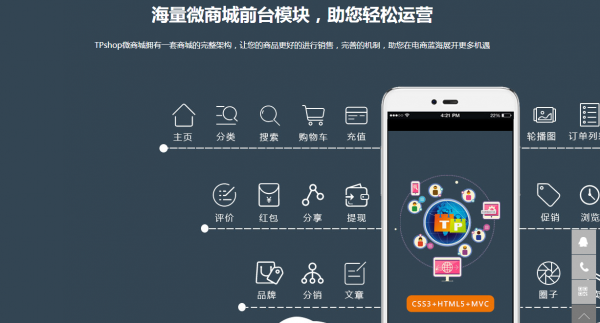 海量微商城前台模块，助您轻松运营
TPshop微商城拥有一套商城的完整架构，让您的商品更好的进行销售，完善的机制，助您在电商蓝海展开更多机遇
4:21 PM 22%
主页 分类 搜索 购物车 充值 轮播图 订单列
评价 红包 分享 提现 促销 浏览
TP
品牌 分销 文章 圈子
CSS3+HTML5+MVC